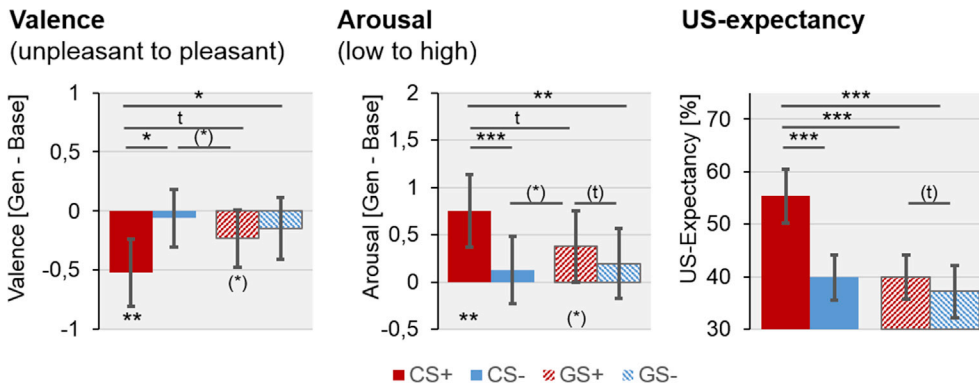 Valence
(unpleasant to pleasant)
Valence [Gen - Base]
1
0,5
0
-0,5
-1
*
t
*
(*)
(*)
**
Arousal
(low to high)
Arousal [Gen - Base]
2
1,5
1
0,5
0
-0,5
**
t
***
(*)
(t)
**
(*)
US-expectancy
US-Expectancy [%]
70
60
50
40
30
***
***
***
(t)
CS+ CS- GS+ GS-